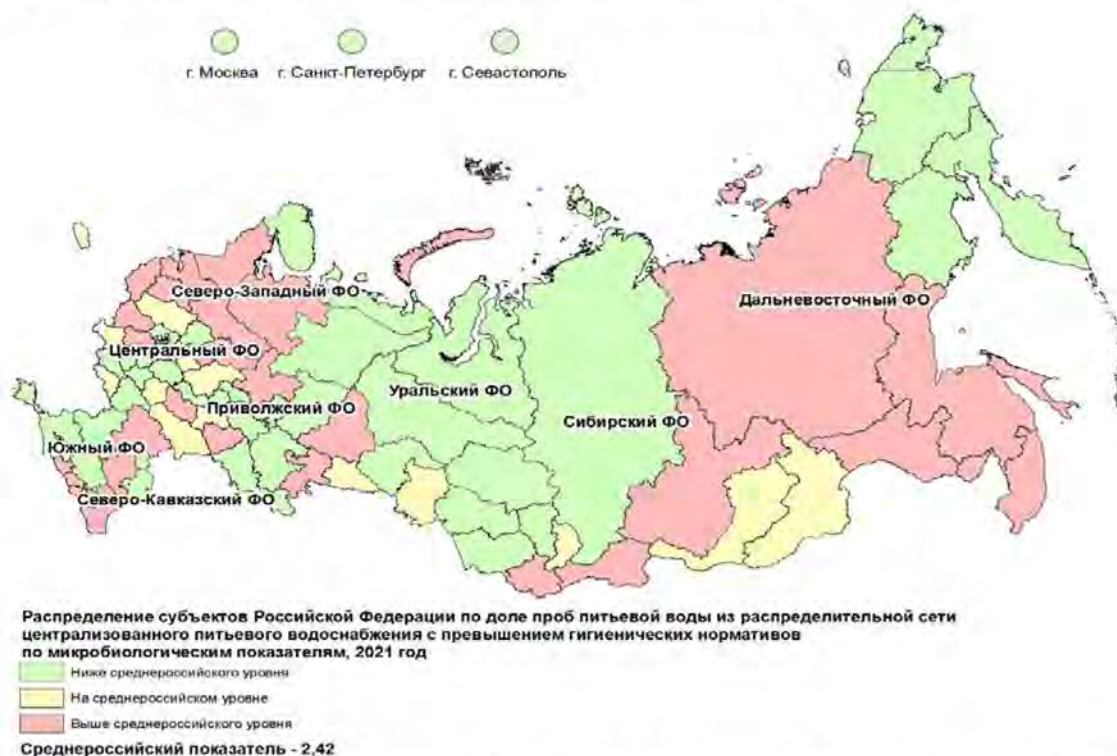 г. Москва г. Санкт-Петербург г. Севастополь
Северо-Западный ФО
Дальневосточный ФО
Центральный ФО
Уральский ФО
Приволжский ФО
Сибирский ФО
Южный ФО
Северо-Кавказский ФО
Распределение субъектов Российской Федерации по доле проб питьевой воды из распределительной сети
централизованного питьевого водоснабжения с превышением гигиенических нормативов
по микробиологическим показателям, 2021 год
Ниже среднероссийского уровня
На среднероссийском уровне
Выше среднероссийского уровня
Среднероссийский показатель - 2,42